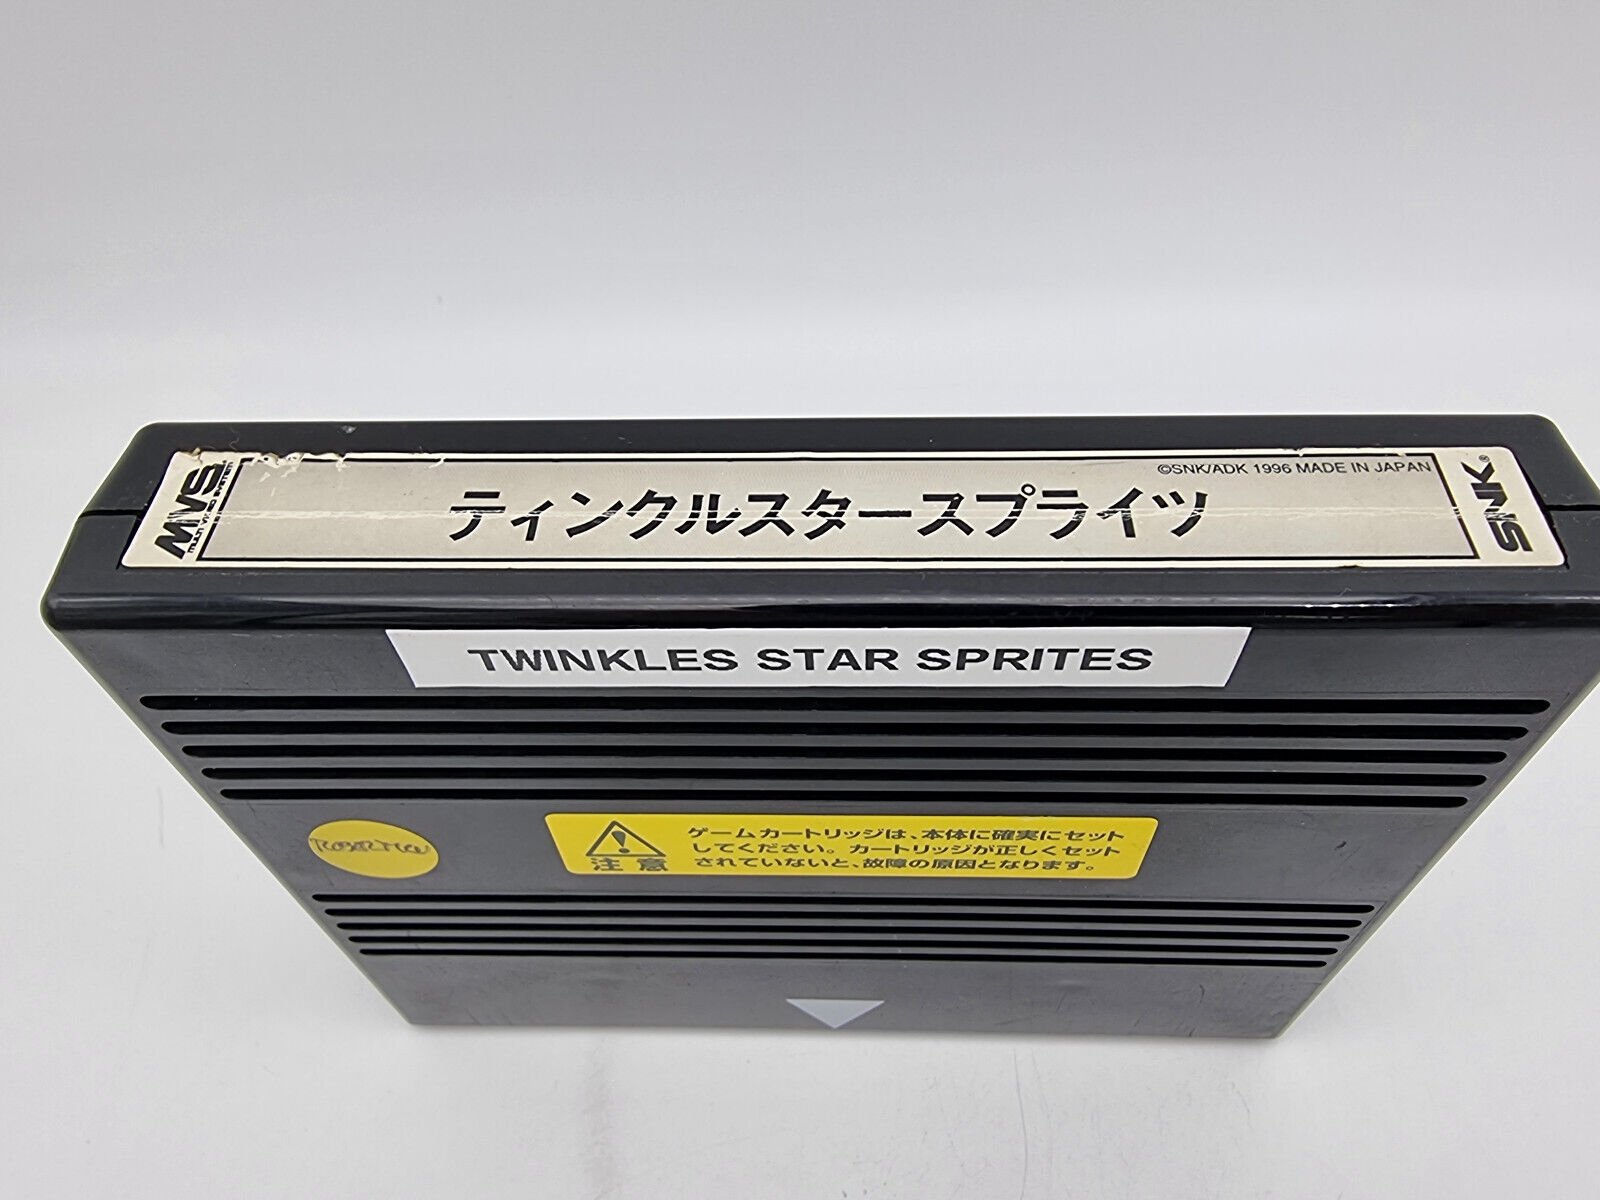 MVS
MULTI VIDEO SYSTEM
©SNK/ADK 1996 MADE IN JAPAN
ティンクルスタースプライツ
SNK®
TWINKLES STAR SPRITES
注意
ゲームカートリッジは、本体に確実にセット
してください。カートリッジが正しくセット
されていないと、故障の原因となります。